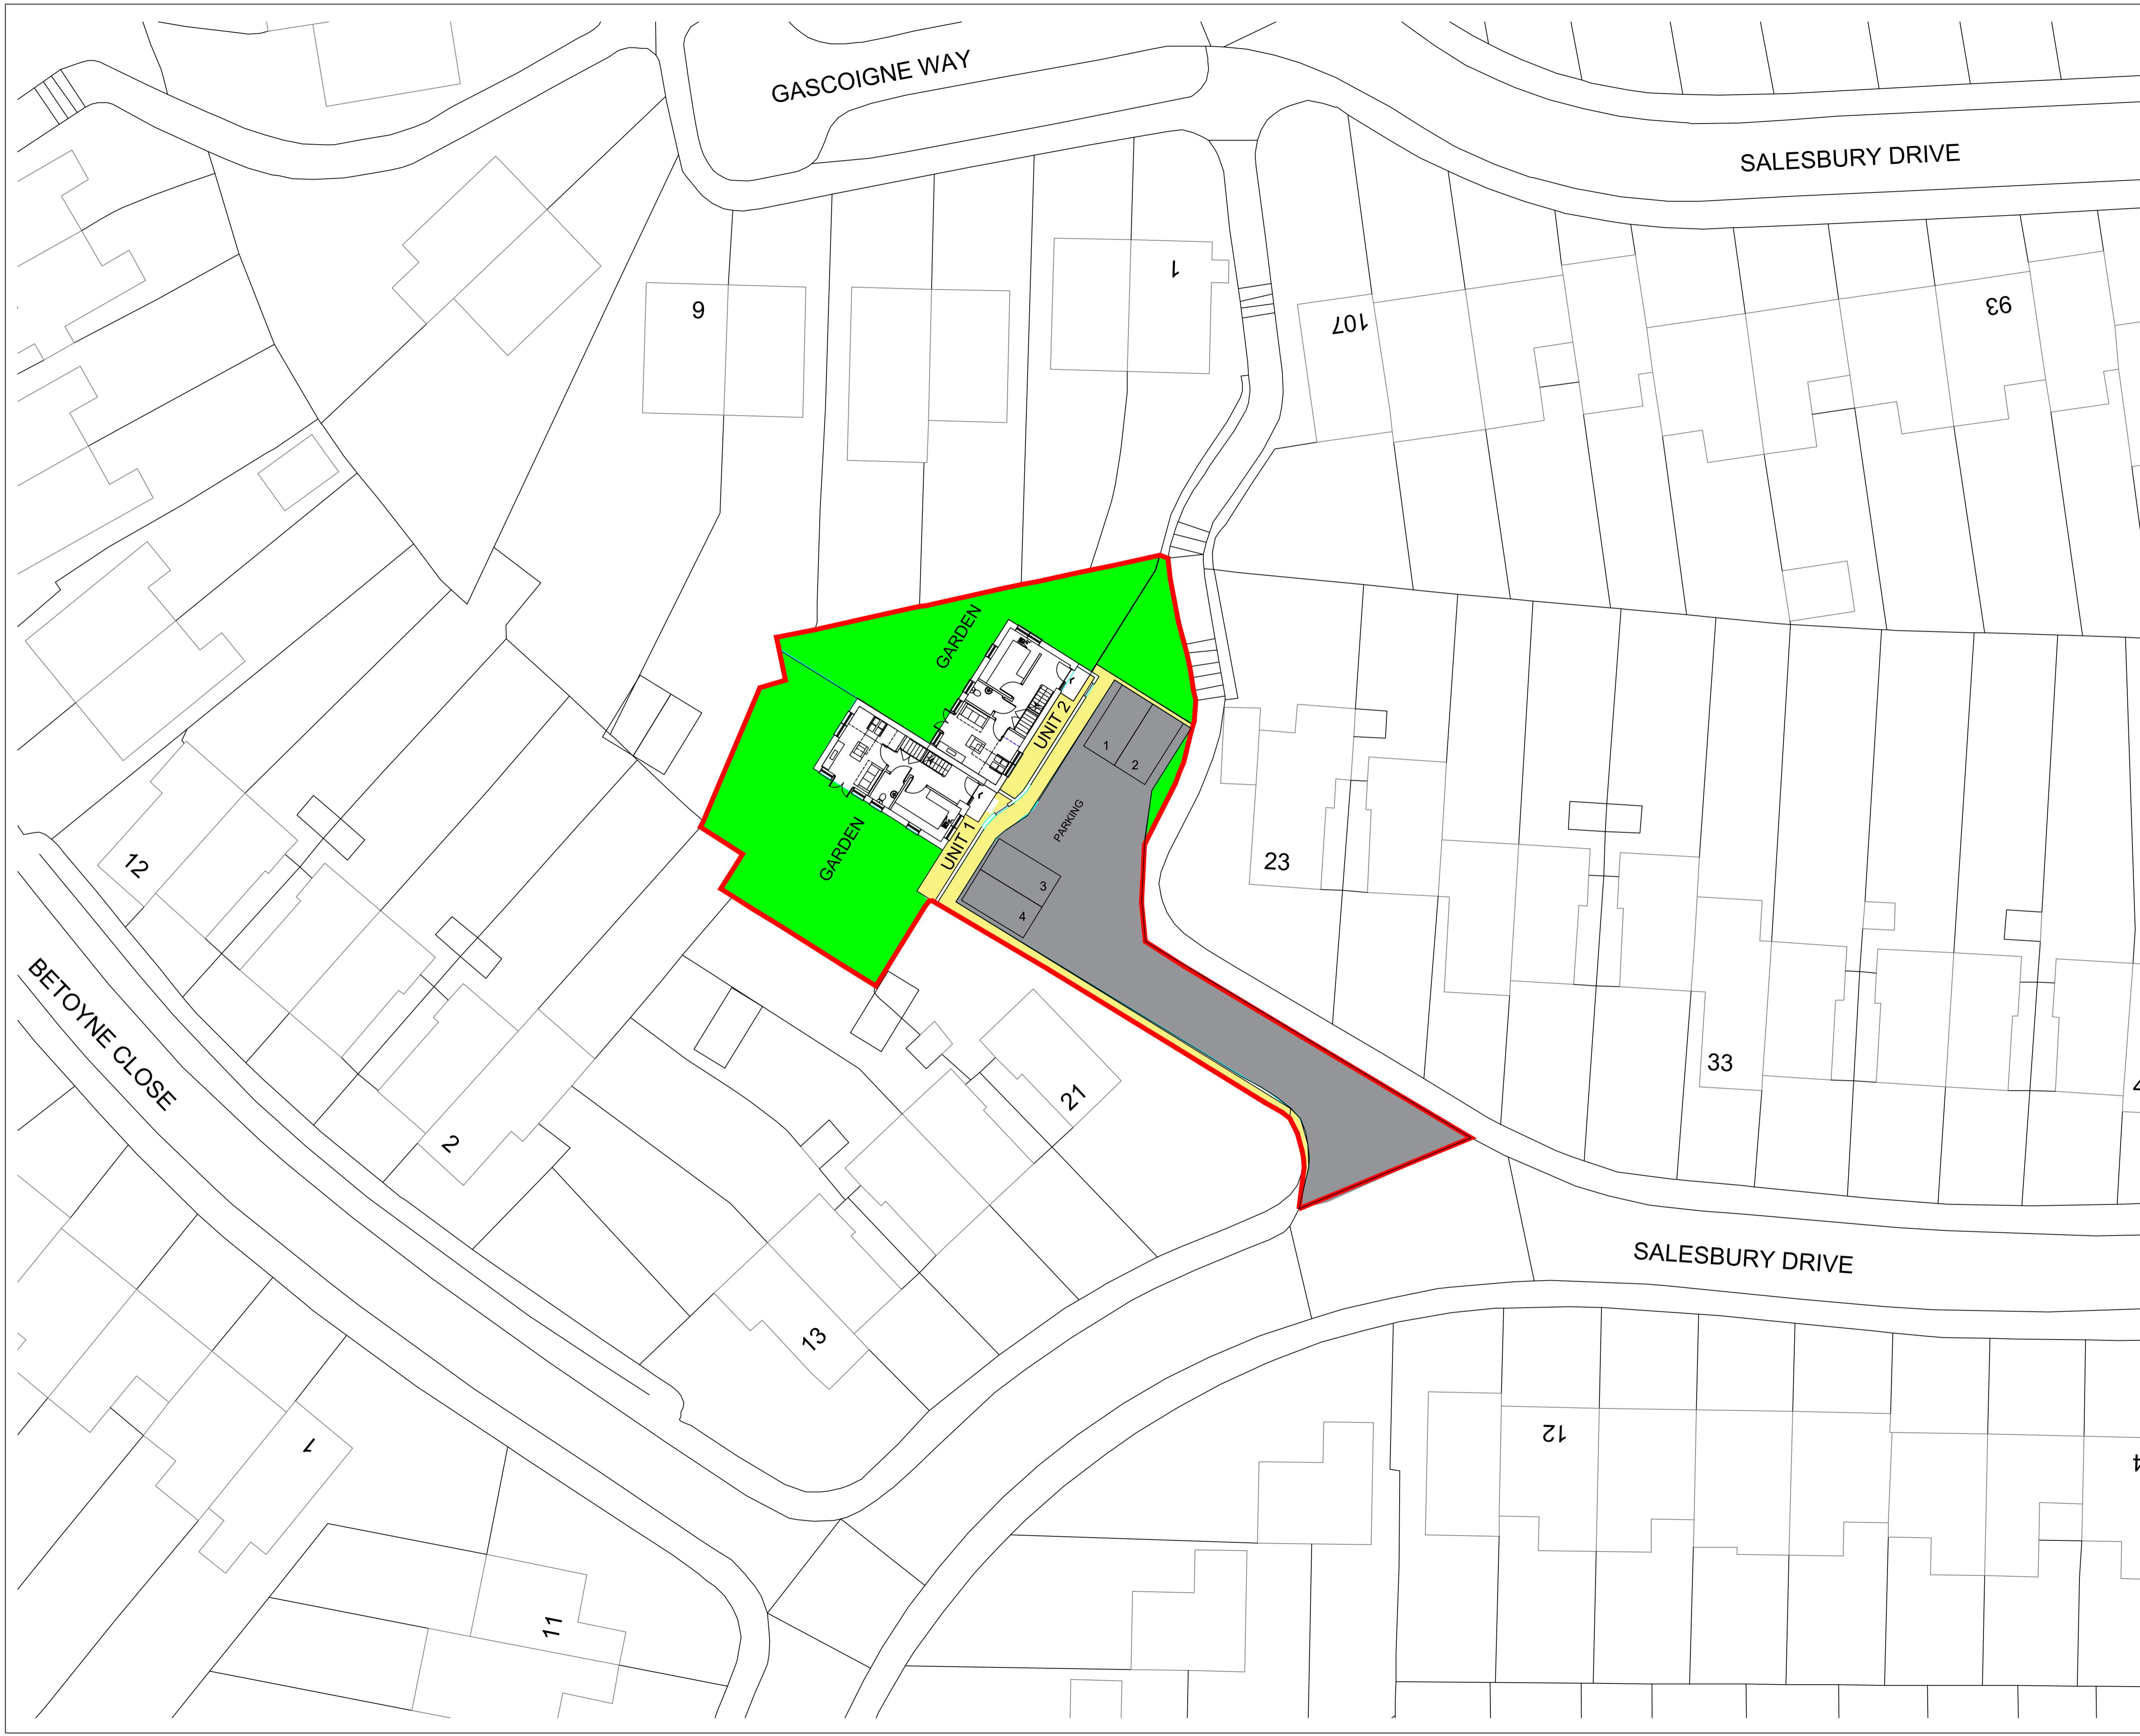 GASCOIGNE WAY
SALESBURY DRIVE
1
9
107
93
GARDEN
UNIT 2
1
2
PARKING
GARDEN
UNIT 1
3
4
23
12
BETOYNE CLOSE
33
21
2
SALESBURY DRIVE
13
12
1
11